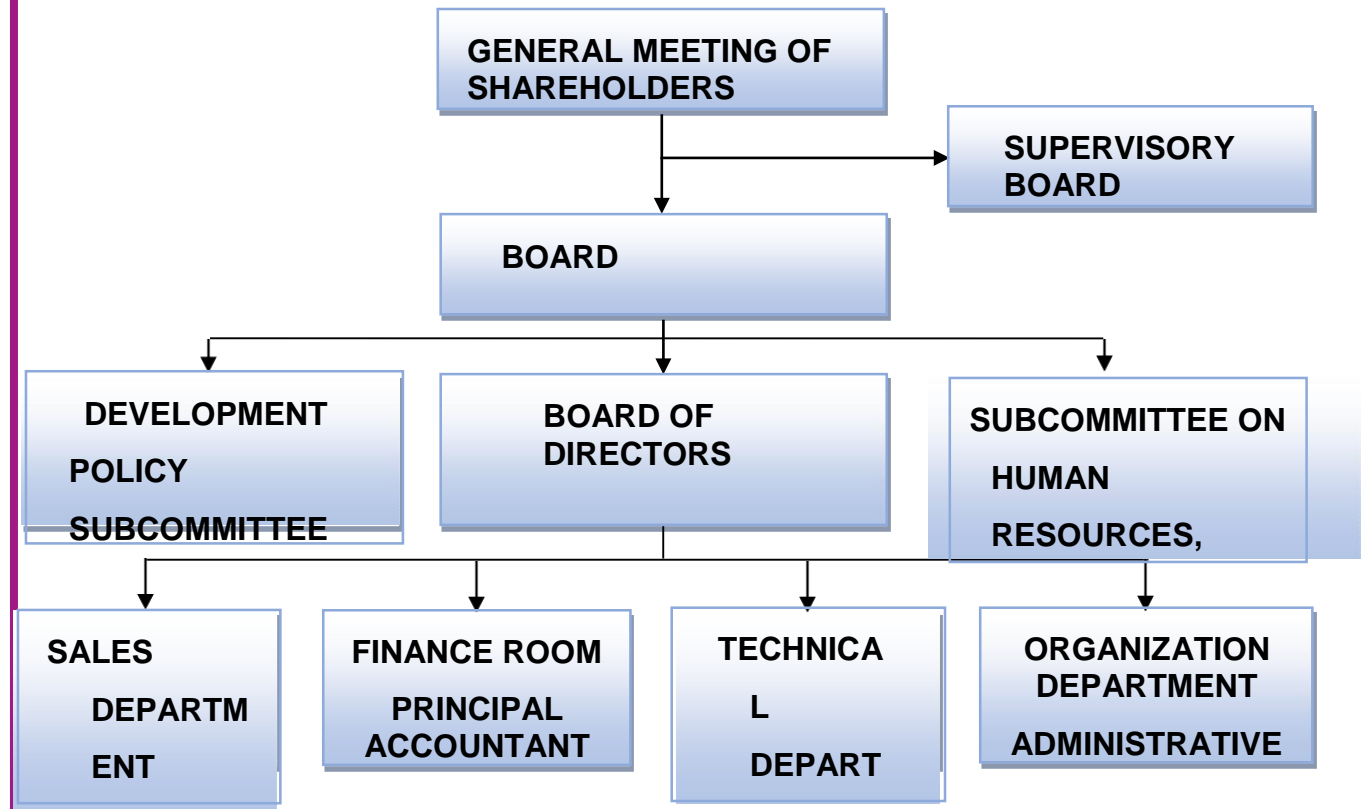 GENERAL MEETING OF
SHAREHOLDERS
SUPERVISORY
BOARD
BOARD
DEVELOPMENT
POLICY
SUBCOMMITTEE
BOARD OF
DIRECTORS
SUBCOMMITTEE ON
HUMAN
RESOURCES,
SALES
DEPARTM
ENT
FINANCE ROOM
PRINCIPAL
ACCOUNTANT
TECHNICA
L
DEPART
ORGANIZATION
DEPARTMENT
ADMINISTRATIVE